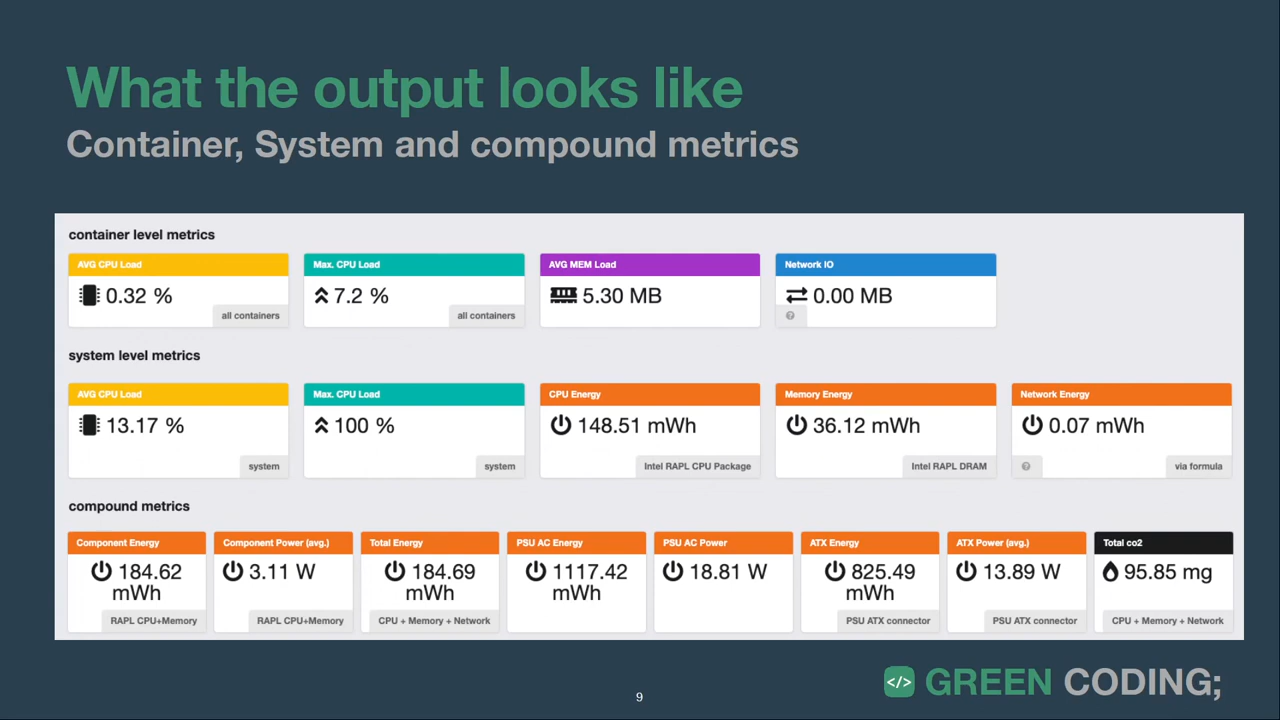 What the output looks like
Container, System and compound metrics
container level metrics
AVG CPU Load
0.32 %
all containers
Max. CPU Load
7.2 %
all containers
AVG MEM Load
5.30 MB
Network IO
0.00 MB
?
system level metrics
AVG CPU Load
13.17 %
system
Max. CPU Load
100 %
system
CPU Energy
148.51 mWh
Intel RAPL CPU Package
Memory Energy
36.12 mWh
Intel RAPL DRAM
Network Energy
0.07 mWh
?
via formula
compound metrics
Component Energy
184.62
mWh
RAPL CPU+Memory
Component Power (avg.)
3.11 W
RAPL CPU+Memory
Total Energy
184.69
mWh
CPU + Memory + Network
PSU AC Energy
1117.42
mWh
PSU AC Power
18.81 W
ATX Energy
825.49
mWh
PSU ATX connector
ATX Power (avg.)
13.89 W
PSU ATX connector
Total co2
95.85 mg
CPU + Memory + Network
</> GREEN CODING;
9